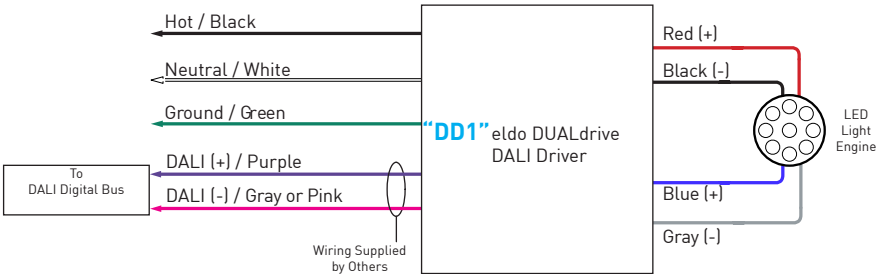 Hot / Black
Neutral / White
Ground / Green
DALI (+) / Purple
DALI (-) / Gray or Pink
To
DALI Digital Bus
Wiring Supplied
by Others
“DD1” eldo DUALdrive
DALI Driver
Red (+)
Black (-)
Blue (+)
Gray (-)
LED
Light
Engine